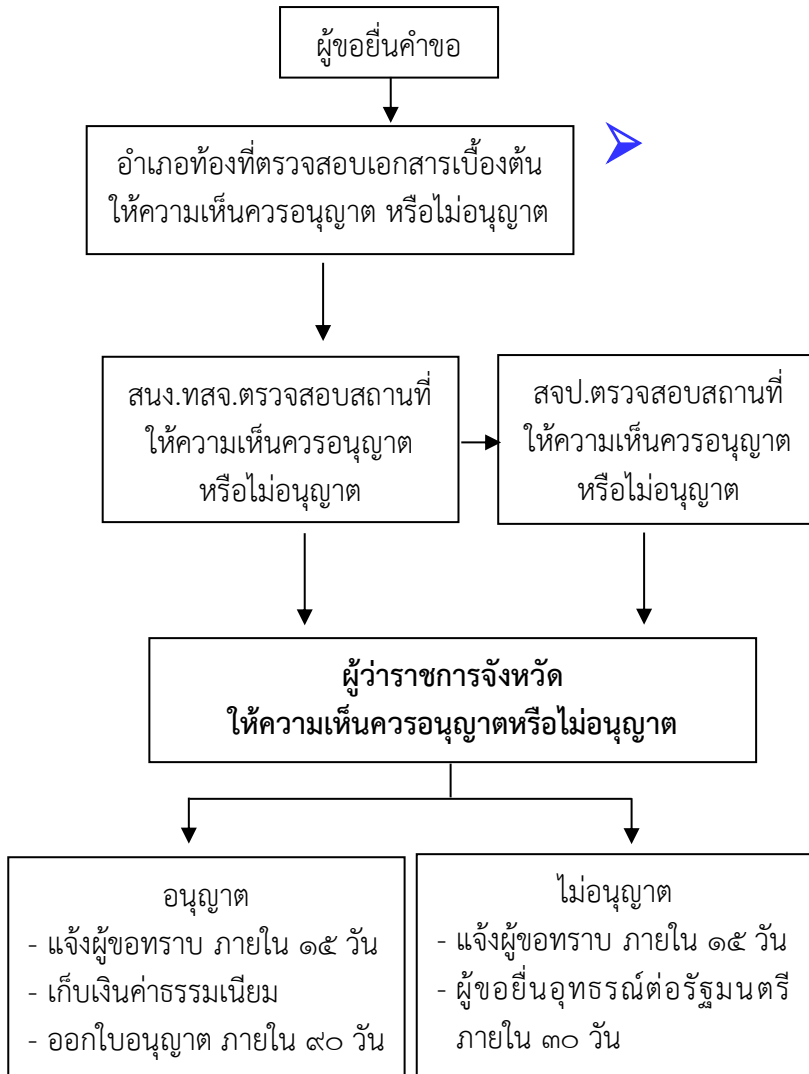 ผู้ขอยื่นคำขอ
อำเภอท้องที่ตรวจสอบเอกสารเบื้องต้น
ให้ความเห็นควรอนุญาต หรือไม่อนุญาต
สนง.ทสจ.ตรวจสอบสถานที่
ให้ความเห็นควรอนุญาต
หรือไม่อนุญาต
สจป.ตรวจสอบสถานที่
ให้ความเห็นควรอนุญาต
หรือไม่อนุญาต
ผู้ว่าราชการจังหวัด
ให้ความเห็นควรอนุญาตหรือไม่อนุญาต
อนุญาต
- แจ้งผู้ขอทราบ ภายใน ๑๕ วัน
- เก็บเงินค่าธรรมเนียม
- ออกใบอนุญาต ภายใน ๙๐ วัน
ไม่อนุญาต
- แจ้งผู้ขอทราบ ภายใน ๑๕ วัน
- ผู้ขอยื่นอุทธรณ์ต่อรัฐมนตรี
ภายใน ๓๐ วัน